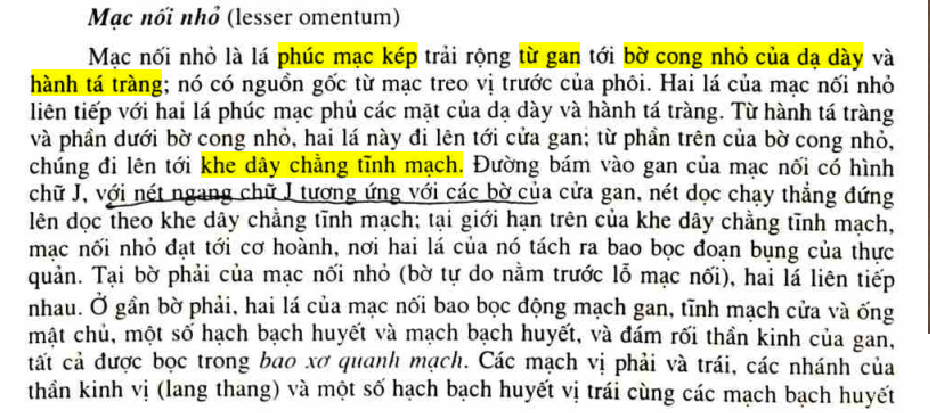 Mạc nối nhỏ (lesser omentum)
Mạc nối nhỏ là lá phúc mạc kép trải rộng từ gan tới bờ cong nhỏ của dạ dày và
hành tá tràng; nó có nguồn gốc từ mạc treo vị trước của phôi. Hai lá của mạc nối nhỏ
liên tiếp với hai lá phúc mạc phủ các mặt của dạ dày và hành tá tràng. Từ hành tá tràng
và phần dưới bờ cong nhỏ, hai lá này đi lên tới cửa gan; từ phần trên của bờ cong nhỏ,
chúng đi lên tới khe dây chằng tĩnh mạch. Đường bám vào gan của mạc nối có hình
chữ J, với nét ngang chữ J tương ứng với các bờ của cửa gan, nét dọc chạy thẳng đứng
lên dọc theo khe dây chằng tĩnh mạch; tại giới hạn trên của khe dây chằng tĩnh mạch,
mạc nối nhỏ đạt tới cơ hoành, nơi hai lá của nó tách ra bao bọc đoạn bụng của thực
quản. Tại bờ phải của mạc nối nhỏ (bờ tự do nằm trước lỗ mạc nối), hai lá liên tiếp
nhau. Ở gần bờ phải, hai lá của mạc nối bao bọc động mạch gan, tĩnh mạch cửa và ống
mật chủ, một số hạch bạch huyết và mạch bạch huyết, và đám rối thần kinh của gan,
tất cả được bọc trong bao xơ quanh mạch. Các mạch vị phải và trái, các nhánh của
thần kinh vị (lang thang) và một số hạch bạch huyết vị trái cùng các mạch bạch huyết